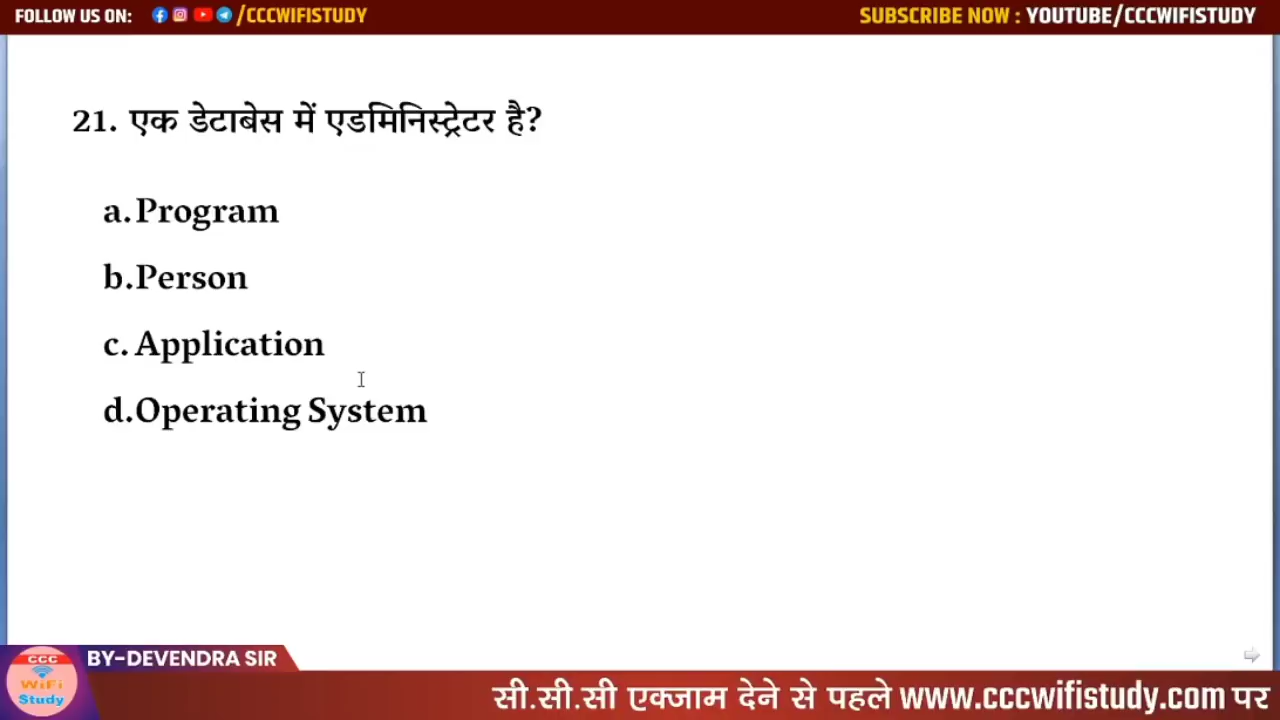 FOLLOW US ON: /CCCWIFISTUDY SUBSCRIBE NOW : YOUTUBE/CCCWIFISTUDY
21. एक डेटाबेस में एडमिनिस्ट्रेटर है?
a. Program
b. Person
c. Application
d. Operating System
CCC
WiFi
Study
BY-DEVENDRA SIR
सी.सी.सी एक्जाम देने से पहले www.cccwifistudy.com पर